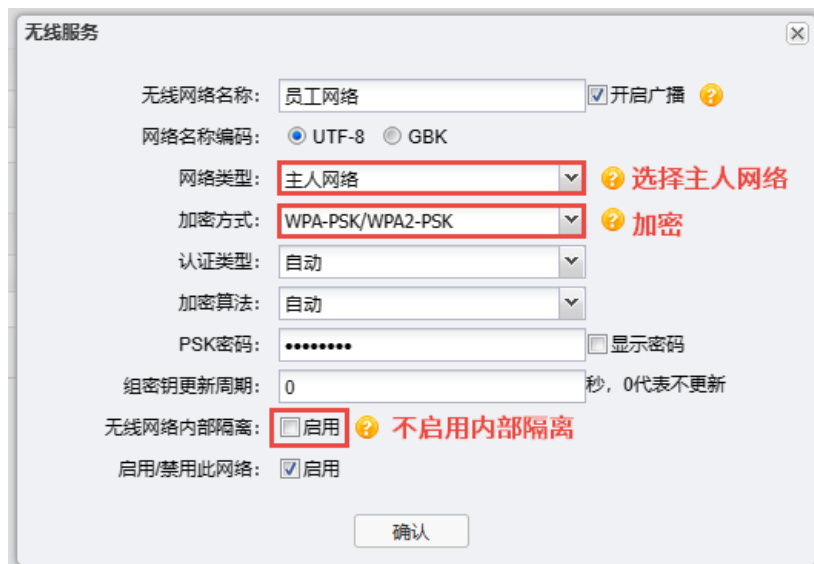 无线服务
无线网络名称： 员工网络 开启广播
网络名称编码： UTF-8 GBK
网络类型： 主人网络 选择主人网络
加密方式： WPA-PSK/WPA2-PSK 加密
认证类型： 自动
加密算法： 自动
PSK密码： •••••••• 显示密码
组密钥更新周期： 0 秒，0代表不更新
无线网络内部隔离： 启用 不启用内部隔离
启用/禁用此网络： 启用
确认